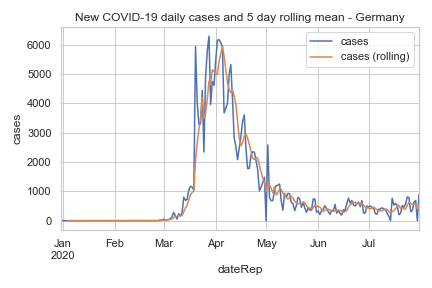 New COVID-19 daily cases and 5 day rolling mean - Germany
cases
cases (rolling)
6000
5000
4000
3000
2000
1000
0
cases
Jan Feb Mar Apr May Jun Jul
2020
dateRep